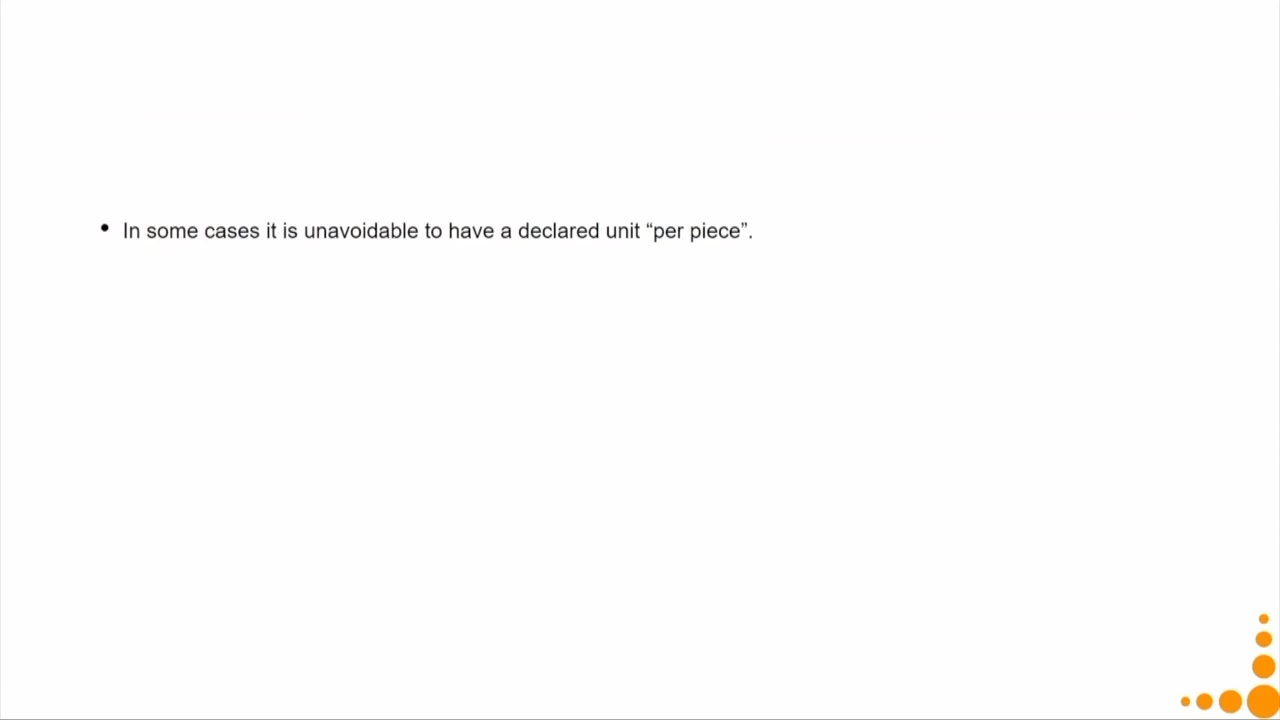 • In some cases it is unavoidable to have a declared unit “per piece”.